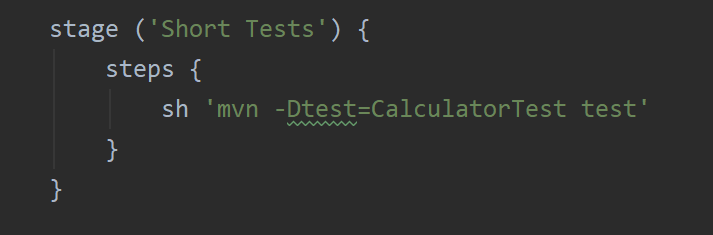 stage ('Short Tests') {
steps {
sh 'mvn -Dtest=CalculatorTest test'
}
}